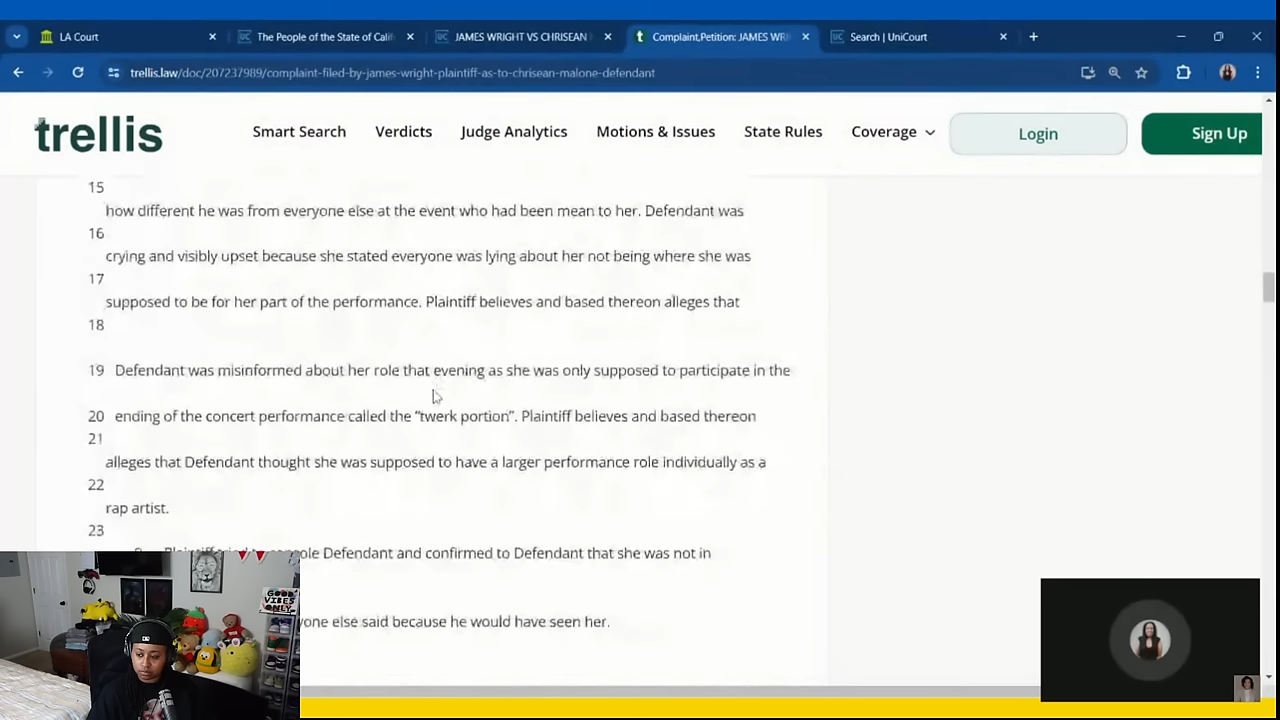 LA Court
The People of the State of Calif
JAMES WRIGHT VS CHRISEAN
Complaint,Petition: JAMES WRI
Search | UniCourt
trellis.law/doc/207237989/complaint-filed-by-james-wright-plaintiff-as-to-chrisean-malone-defendant
trellis
Smart Search
Verdicts
Judge Analytics
Motions & Issues
State Rules
Coverage
Login
Sign Up
15
how different he was from everyone else at the event who had been mean to her. Defendant was
16
crying and visibly upset because she stated everyone was lying about her not being where she was
17
supposed to be for her part of the performance. Plaintiff believes and based thereon alleges that
18
19 Defendant was misinformed about her role that evening as she was only supposed to participate in the
20 ending of the concert performance called the "twerk portion". Plaintiff believes and based thereon
21
alleges that Defendant thought she was supposed to have a larger performance role individually as a
22
rap artist.
23
Defendant and confirmed to Defendant that she was not in
else said because he would have seen her.
GOOD
VIBES
ONLY